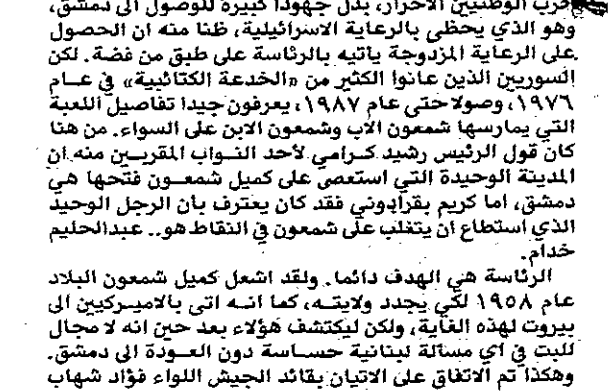 حزب الوطنيين الاحرار، بذل جهودا كبيرة للوصول الى دمشق،
وهو الذي يحظى بالرعاية الاسرائيلية، ظنا منه ان الحصول
على الرعاية المزدوجة ياتيه بالرئاسة على طبق من فضة. لكن
السوريين الذين عانوا الكثير من «الخدعة الكتائبية» في عام
١٩٧٦، وصولا حتى عام ١٩٨٧، يعرفون جيدا تفاصيل اللعبة
التي يمارسها شمعون الاب وشمعون الابن على السواء. من هنا
كان قول الرئيس رشيد كرامي لأحد النواب المقربين منه ان
المدينة الوحيدة التي استعصى على كميل شمعون فتحها هي
دمشق، اما كريم بقرادوني فقد كان يعترف بان الرجل الوحيد
الذي استطاع ان يتغلب على شمعون في النقاط هو.. عبدالحليم
خدام.
الرئاسة هي الهدف دائما. ولقد اشعل كميل شمعون البلاد
عام ١٩٥٨ لكي يجدد ولايته، كما انه اتى بالاميركيين الى
بيروت لهذه الغاية، ولكن ليكتشف هؤلاء بعد حين انه لا مجال
للبت في اي مسالة لبنانية حساسة دون العودة الى دمشق.
وهكذا تم الاتفاق على الاتيان بقائد الجيش اللواء فؤاد شهاب